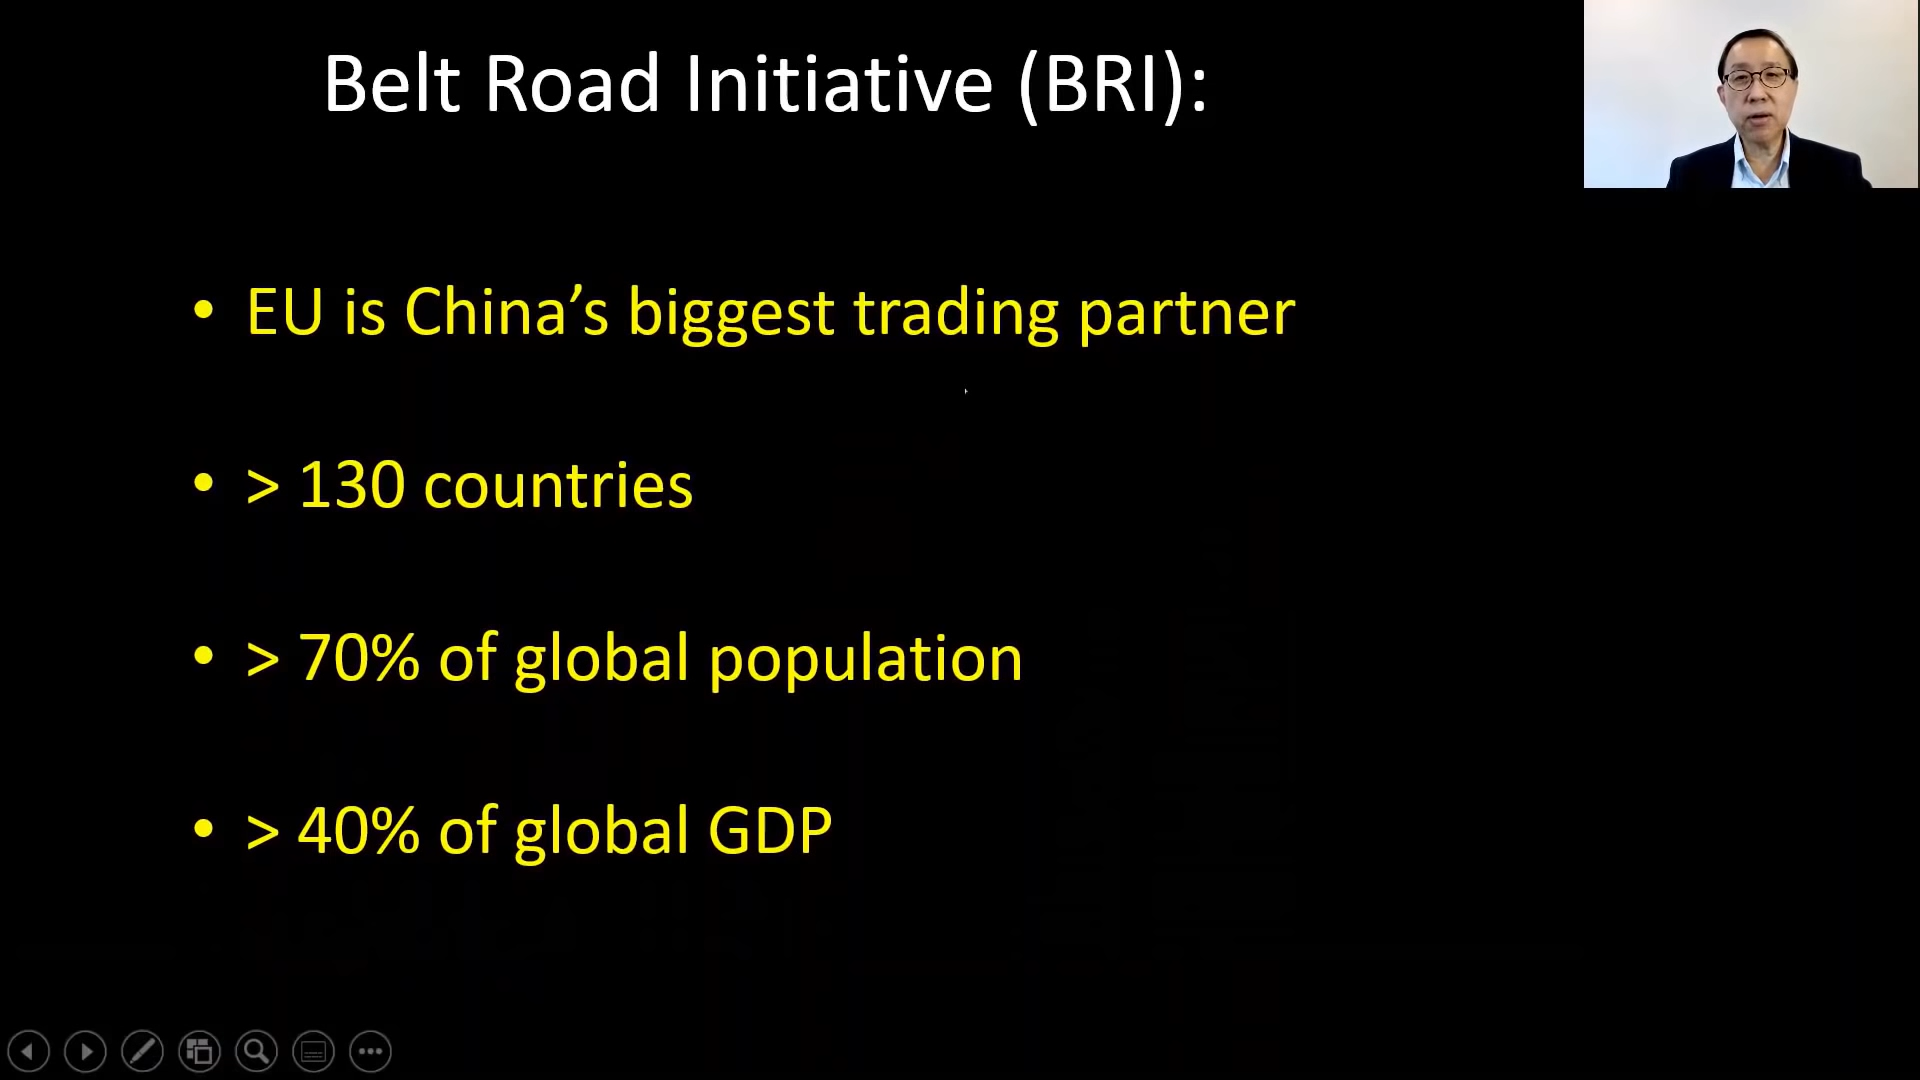 Belt Road Initiative (BRI):
• EU is China’s biggest trading partner
• > 130 countries
• > 70% of global population
• > 40% of global GDP